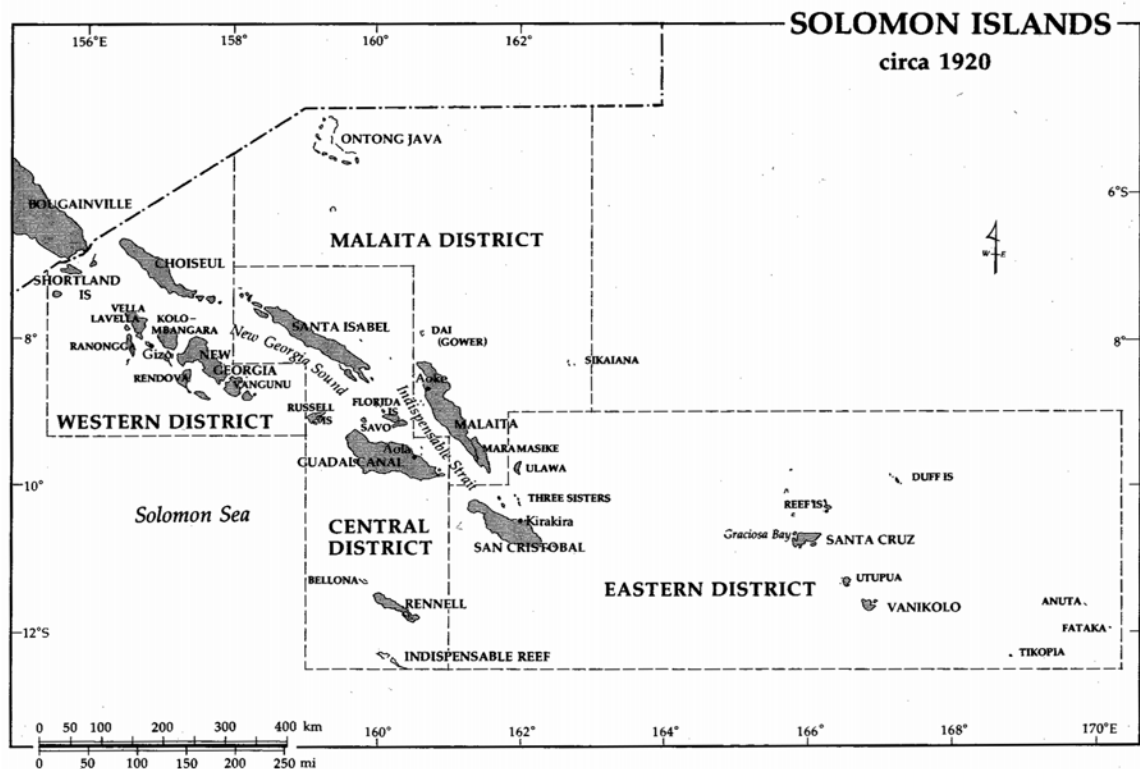 SOLOMON ISLANDS
circa 1920
156°E
158°
160°
162°
ONTONG JAVA
6°S
BOUGAINVILLE
MALAITA DISTRICT
W
E
CHOISEUL
SHORTLAND
IS
VELLA
LAVELLA
KOLO–
MBANGARA
SANTA ISABEL
DAI
(GOWER)
8°
New Georgia Sound
RANONGGA
Gizo
NEW
GEORGIA
SIKAIANA
RENDOVA
VANGUNU
Aoke
Indispensable Strait
WESTERN DISTRICT
RUSSELL
IS
FLORIDA
IS
SAVO
MALAITA
MARAMASIKE
Aola
GUADALCANAL
ULAWA
10°
DUFF IS
THREE SISTERS
REEF IS
Solomon Sea
Kirakira
CENTRAL
DISTRICT
SAN CRISTOBAL
Graciosa Bay
SANTA CRUZ
BELLONA
EASTERN DISTRICT
UTUPUA
RENNELL
VANIKOLO
ANUTA
12°S
FATAKA
INDISPENSABLE REEF
TIKOPIA
0 50 100 200 300 400 km
160°
162°
164°
166°
168°
170°E
0 50 100 150 200 250 mi